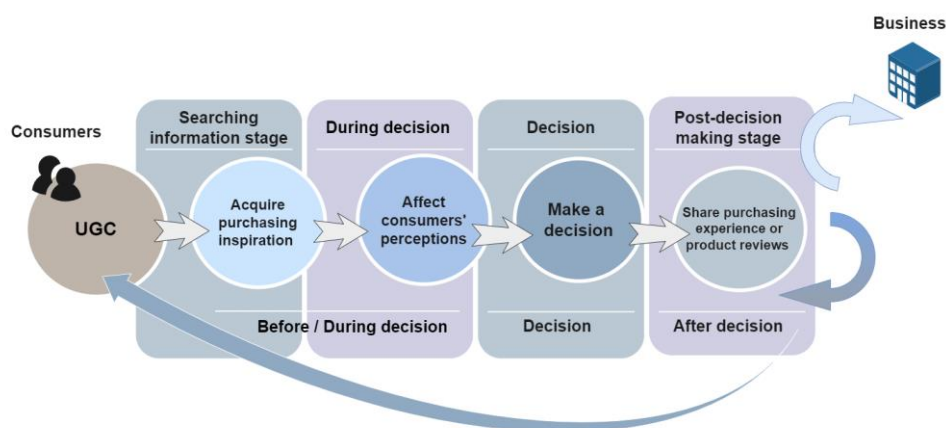 Business
Consumers
UGC
Searching
information stage
Acquire
purchasing
inspiration
During decision
Affect
consumers'
perceptions
Before / During decision
Decision
Make a
decision
Decision
Post-decision
making stage
Share purchasing
experience or
product reviews
After decision